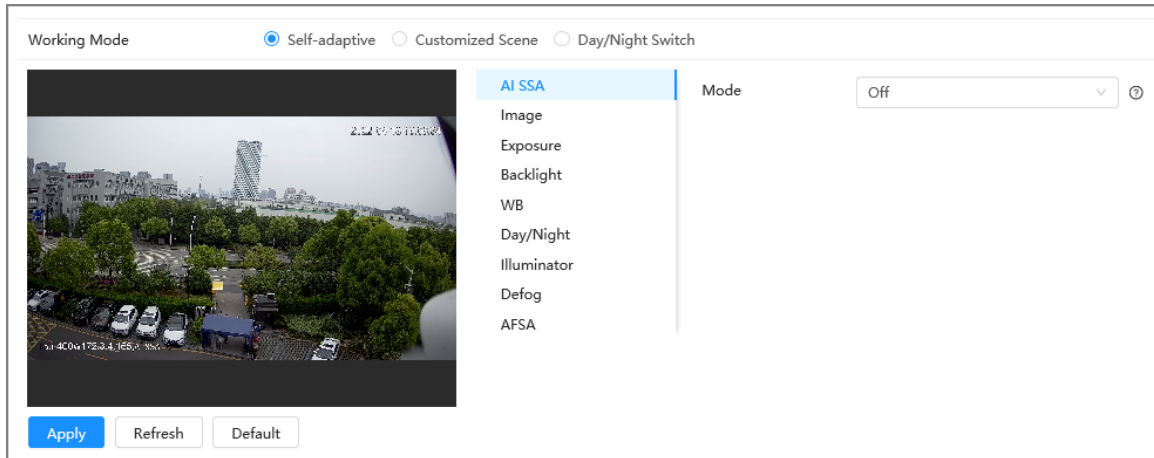 Working Mode Self-adaptive Customized Scene Day/Night Switch
AI SSA
Image
Exposure
Backlight
WB
Day/Night
Illuminator
Defog
AFSA
Mode Off
Apply Refresh Default